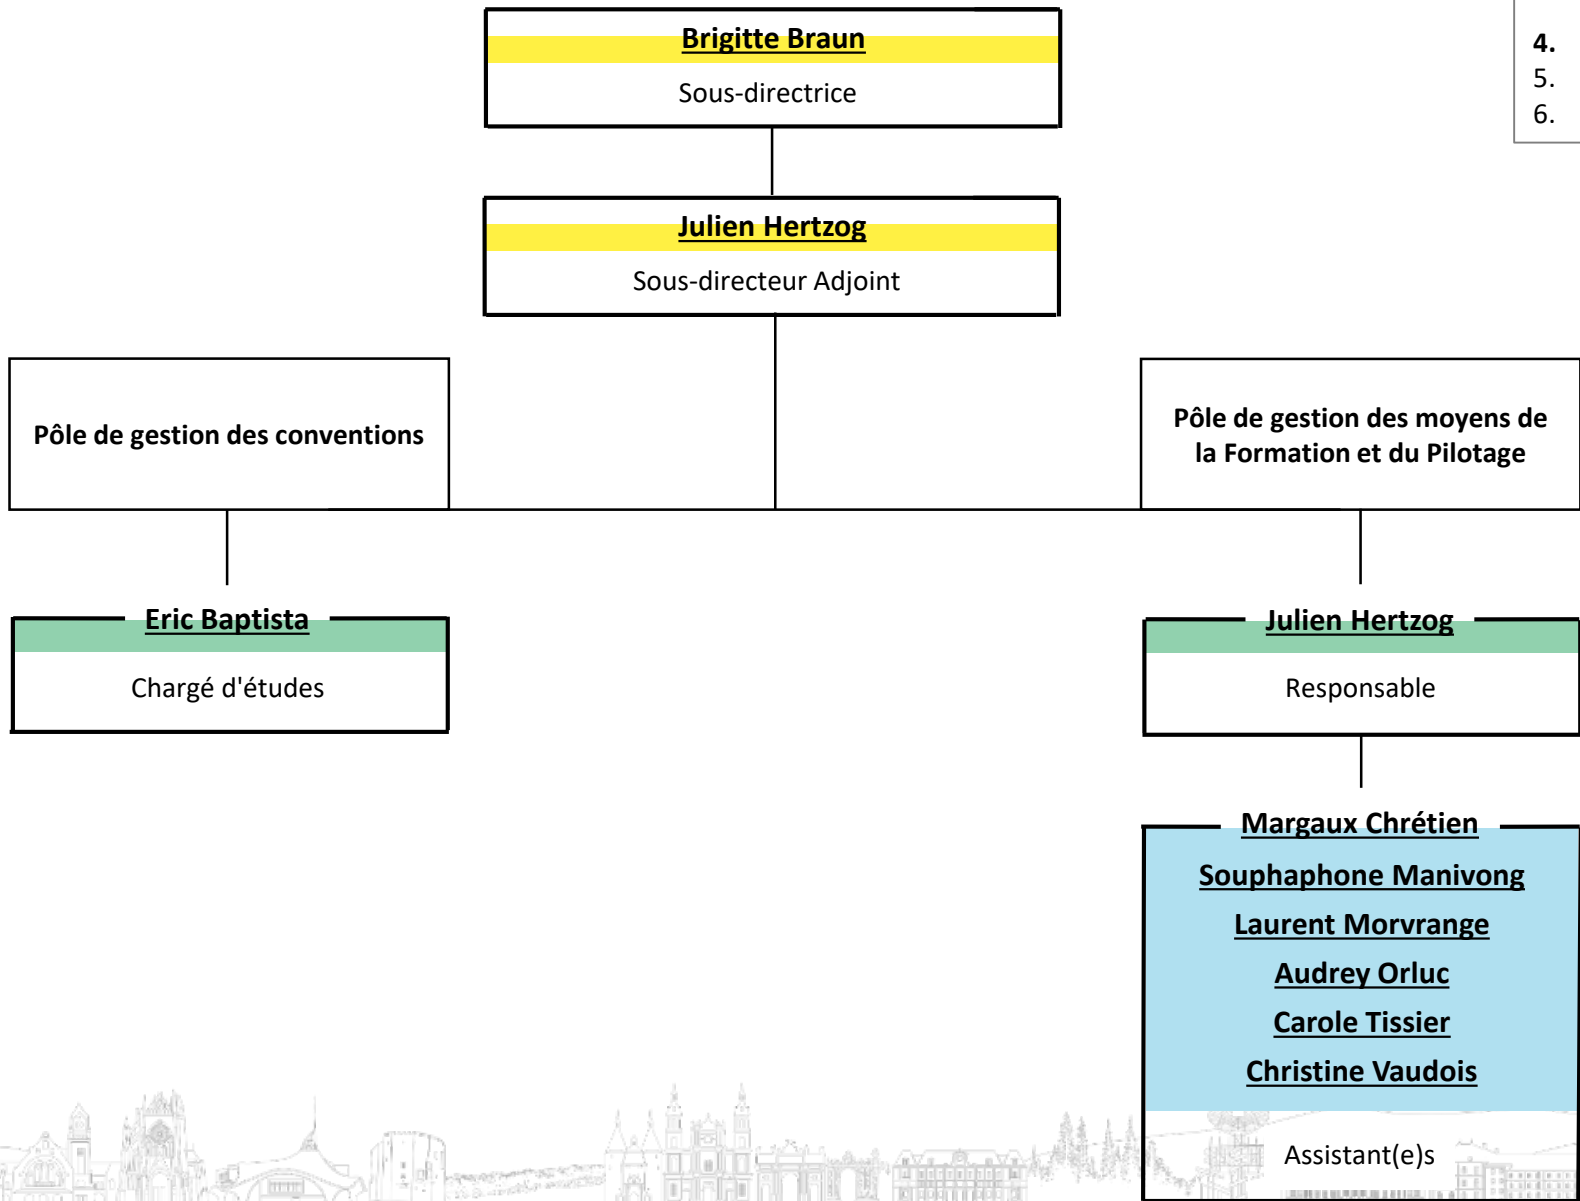 Brigitte Braun
Sous-directrice
4.
5.
6.
Julien Hertzog
Sous-directeur Adjoint
Pôle de gestion des conventions
Pôle de gestion des moyens de
la Formation et du Pilotage
Eric Baptista
Chargé d'études
Julien Hertzog
Responsable
Margaux Chrétien
Souphaphone Manivong
Laurent Morvrange
Audrey Orluc
Carole Tissier
Christine Vaudois
Assistant(e)s